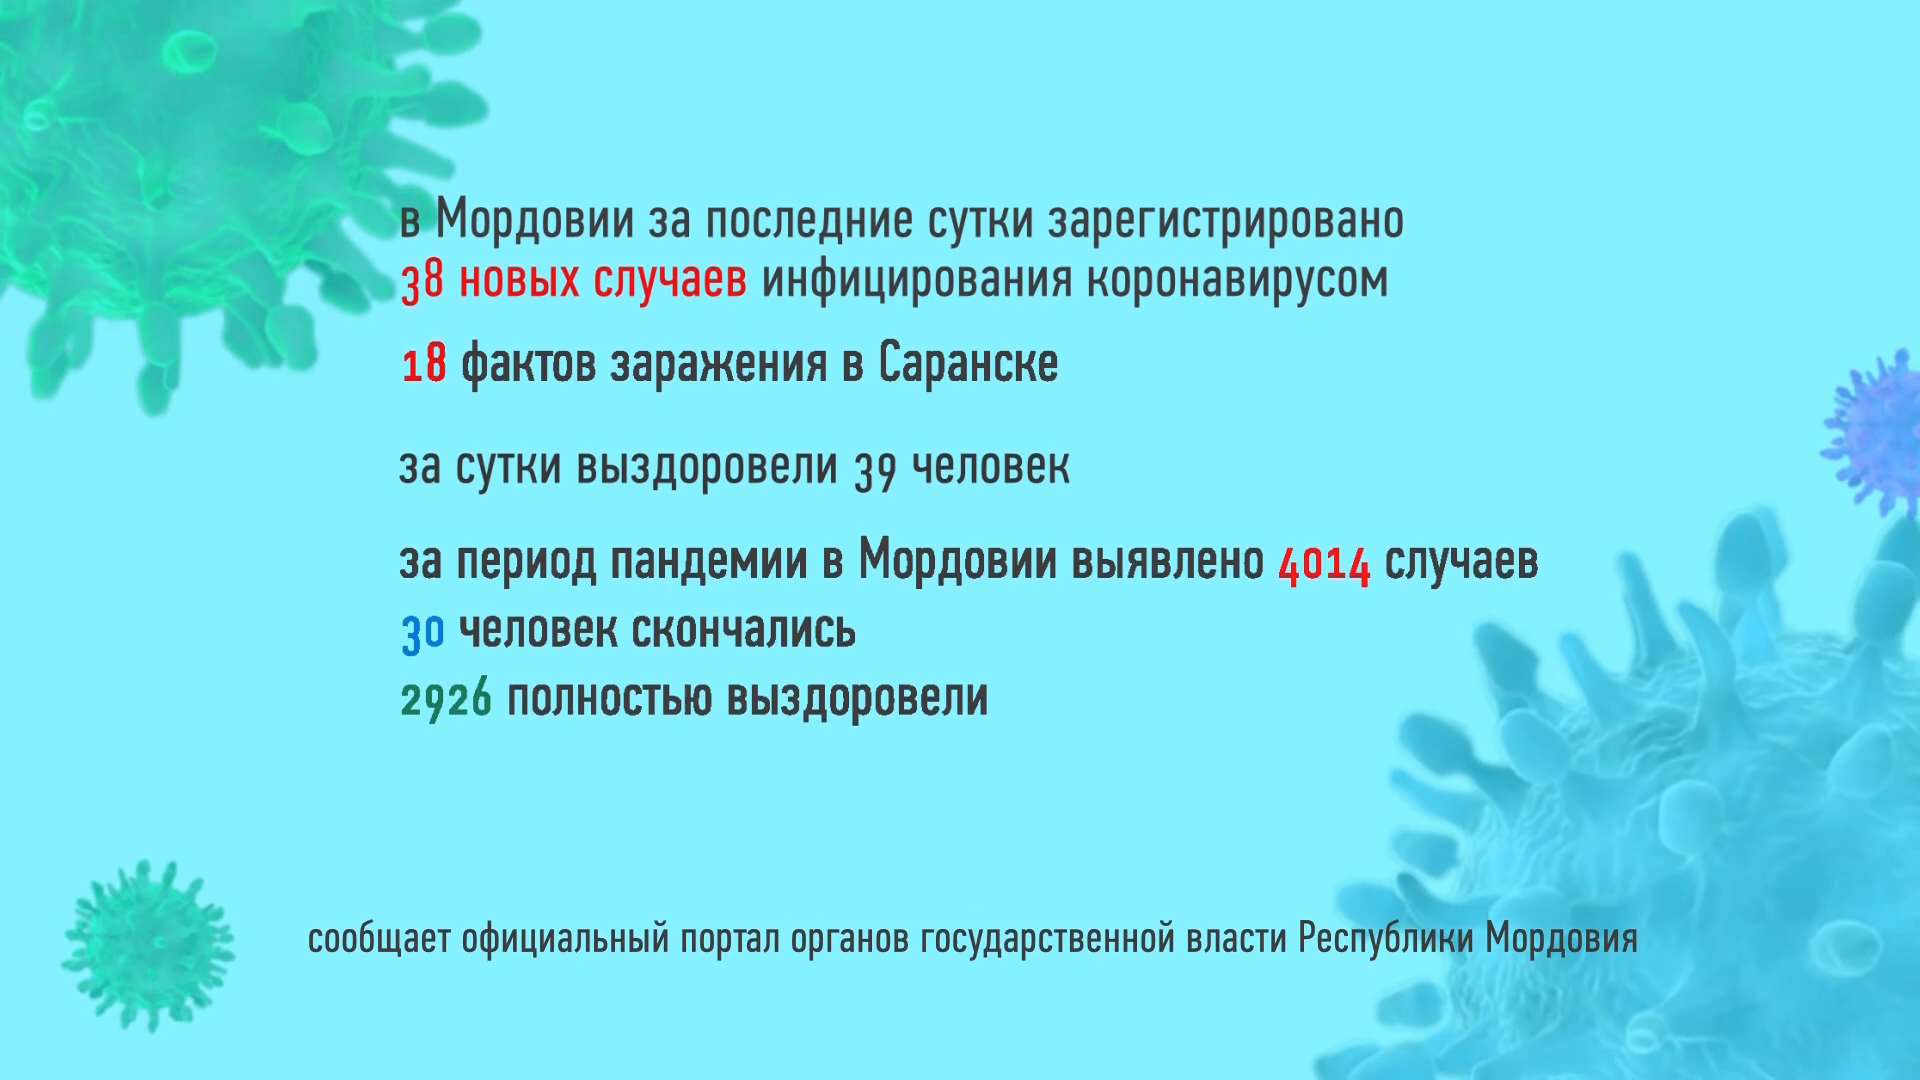 в Мордовии за последние сутки зарегистрировано
38 новых случаев инфицирования коронавирусом
18 фактов заражения в Саранске
за сутки выздоровели 39 человек
за период пандемии в Мордовии выявлено 4014 случаев
30 человек скончались
2926 полностью выздоровели
сообщает официальный портал органов государственной власти Республики Мордовия